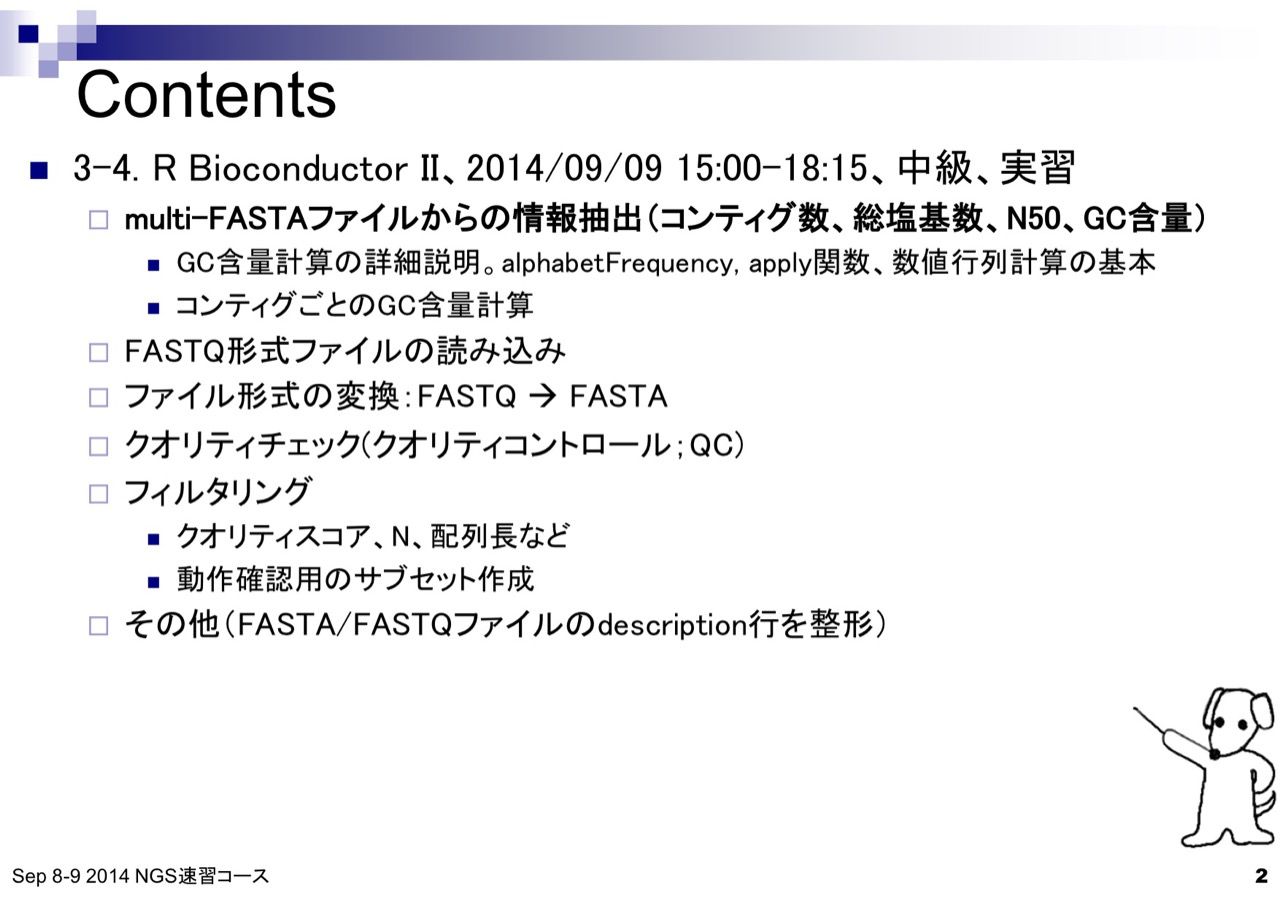 Contents
3-4. R Bioconductor II、2014/09/09 15:00-18:15、中級、実習
multi-FASTAファイルからの情報抽出(コンティグ数、総塩基数、N50、GC含量)
GC含量計算の詳細説明。alphabetFrequency, apply関数、数値行列計算の基本
コンティグごとのGC含量計算
FASTQ形式ファイルの読み込み
ファイル形式の変換:FASTQ → FASTA
クオリティチェック(クオリティコントロール;QC)
フィルタリング
クオリティスコア、N、配列長など
動作確認用のサブセット作成
その他(FASTA/FASTQファイルのdescription行を整形)
Sep 8-9 2014 NGS速習コース
2